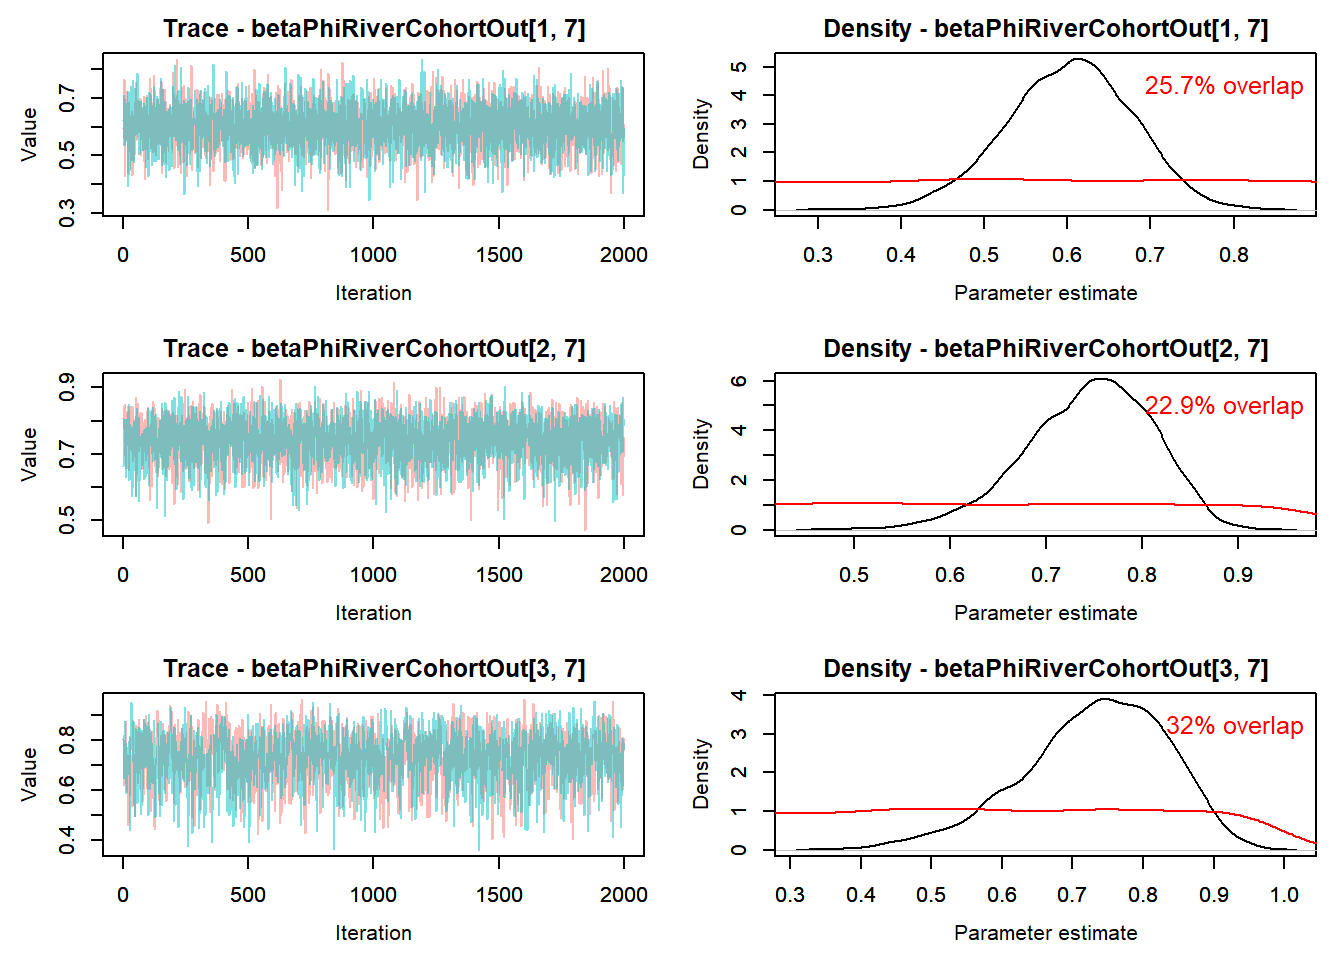 Trace - betaPhiRiverCohortOut[1, 7]
Value
0.3 0.5 0.7
0 500 1000 1500 2000
Iteration
Density - betaPhiRiverCohortOut[1, 7]
25.7% overlap
Density
0 1 2 3 4 5
0.3 0.4 0.5 0.6 0.7 0.8
Parameter estimate
Trace - betaPhiRiverCohortOut[2, 7]
Value
0.5 0.7 0.9
0 500 1000 1500 2000
Iteration
Density - betaPhiRiverCohortOut[2, 7]
22.9% overlap
Density
0 2 4 6
0.5 0.6 0.7 0.8 0.9
Parameter estimate
Trace - betaPhiRiverCohortOut[3, 7]
Value
0.4 0.6 0.8
0 500 1000 1500 2000
Iteration
Density - betaPhiRiverCohortOut[3, 7]
32% overlap
Density
0 1 2 3 4
0.3 0.4 0.5 0.6 0.7 0.8 0.9 1.0
Parameter estimate